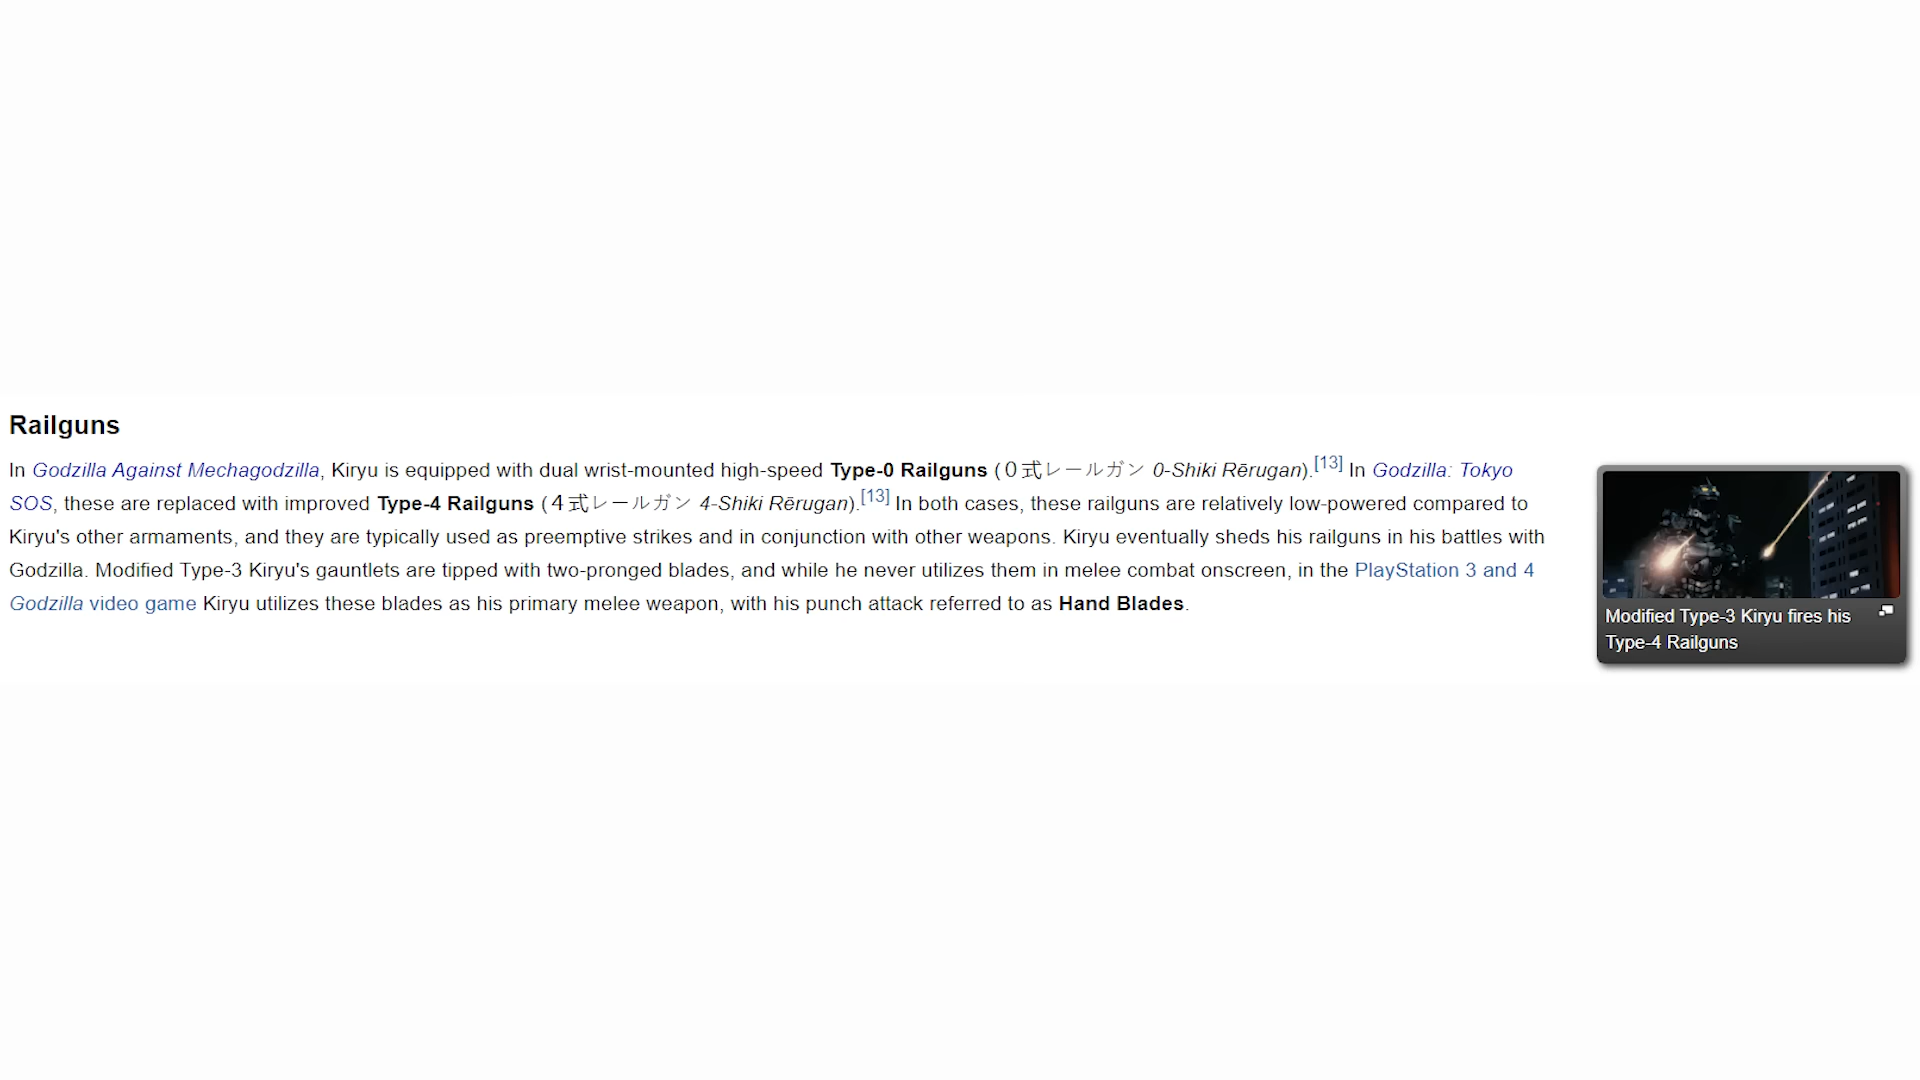 Railguns
In Godzilla Against Mechagodzilla, Kiryu is equipped with dual wrist-mounted high-speed Type-0 Railguns (０式レールガン 0-Shiki Rērugan).[13] In Godzilla: Tokyo
SOS, these are replaced with improved Type-4 Railguns (４式レールガン 4-Shiki Rērugan).[13] In both cases, these railguns are relatively low-powered compared to
Kiryu's other armaments, and they are typically used as preemptive strikes and in conjunction with other weapons. Kiryu eventually sheds his railguns in his battles with
Godzilla. Modified Type-3 Kiryu's gauntlets are tipped with two-pronged blades, and while he never utilizes them in melee combat onscreen, in the PlayStation 3 and 4
Godzilla video game Kiryu utilizes these blades as his primary melee weapon, with his punch attack referred to as Hand Blades.
Modified Type-3 Kiryu fires his
Type-4 Railguns